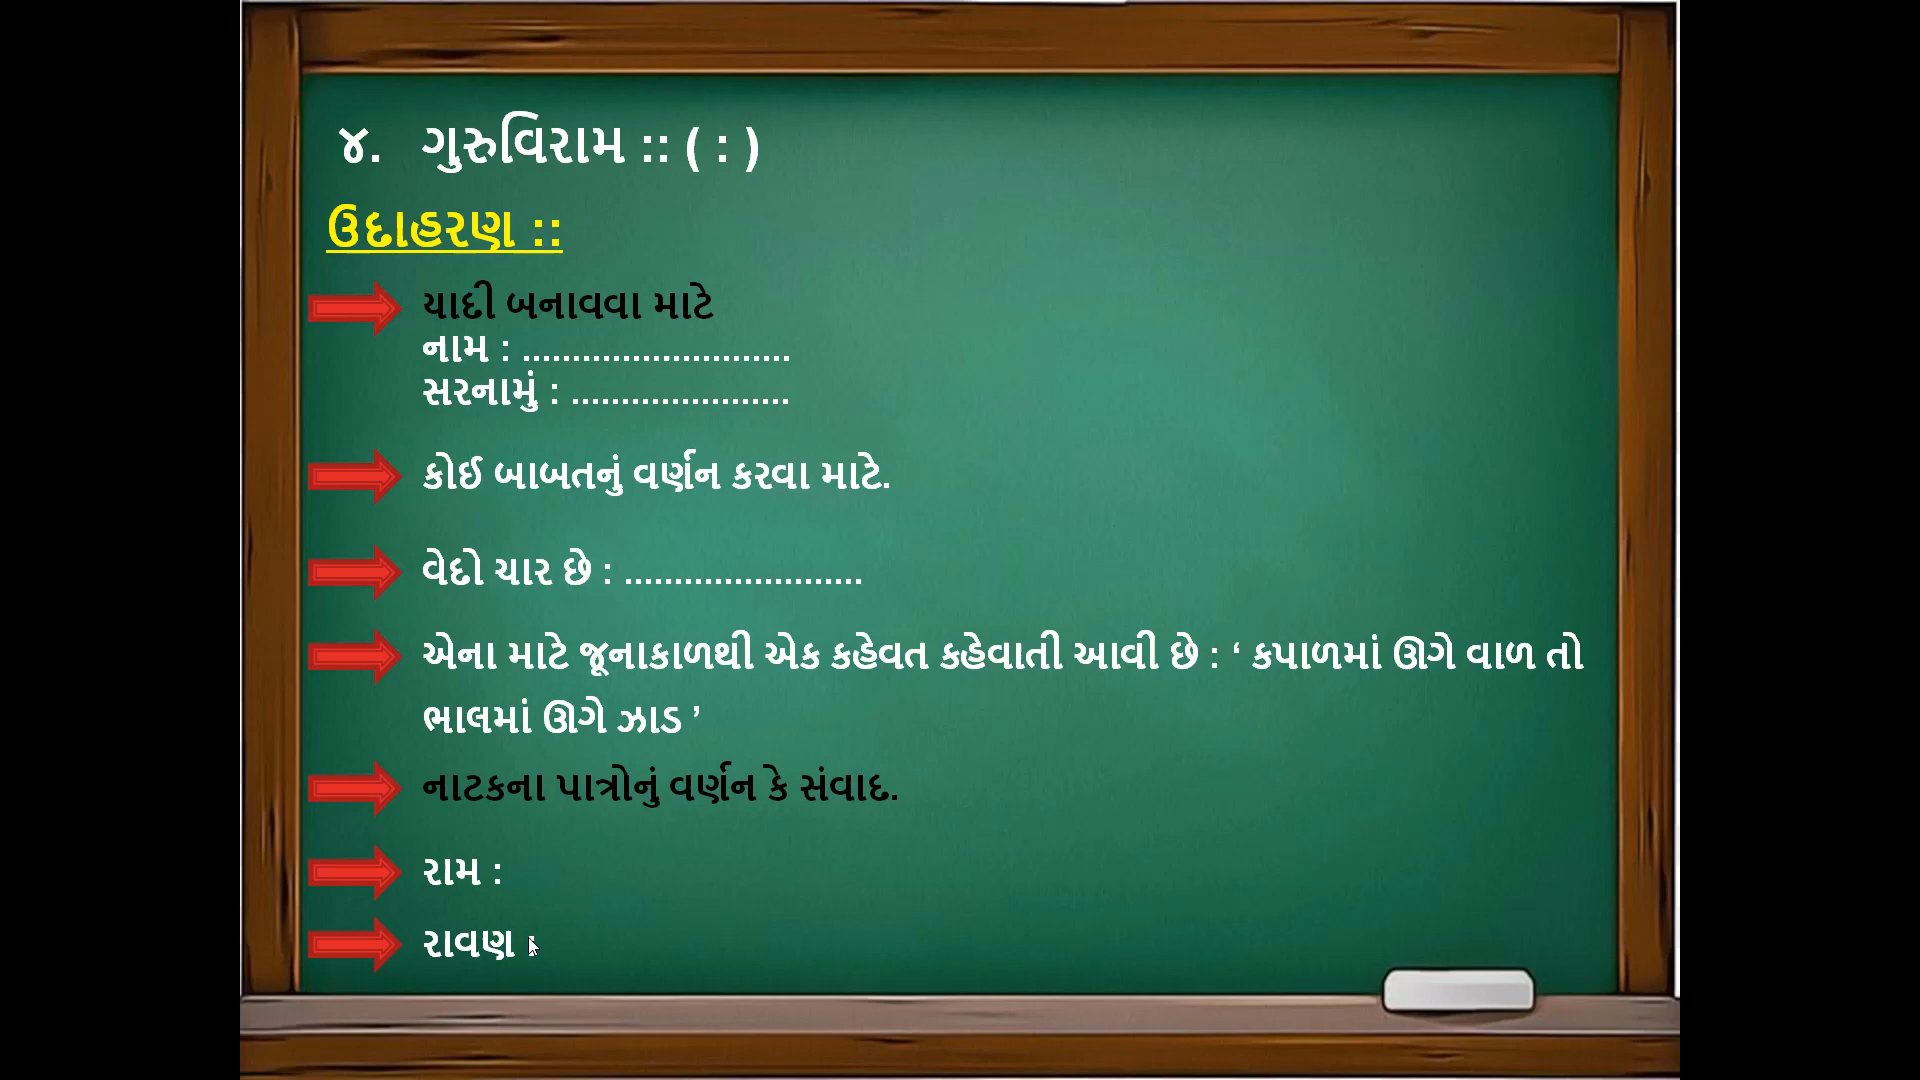 ૪. ગુરુવિરામ :: ( : )
ઉદાહરણ ::
યાદી બનાવવા માટે
નામ : ...........................
સરનામું : ......................
કોઈ બાબતનું વર્ણન કરવા માટે.
વેદો ચાર છે : ........................
એના માટે જૂનાકાળથી એક કહેવત કહેવાતી આવી છે : ‘ કપાળમાં ઊગે વાળ તો
ભાલમાં ઊગે ઝાડ ’
નાટકના પાત્રોનું વર્ણન કે સંવાદ.
રામ :
રાવણ :